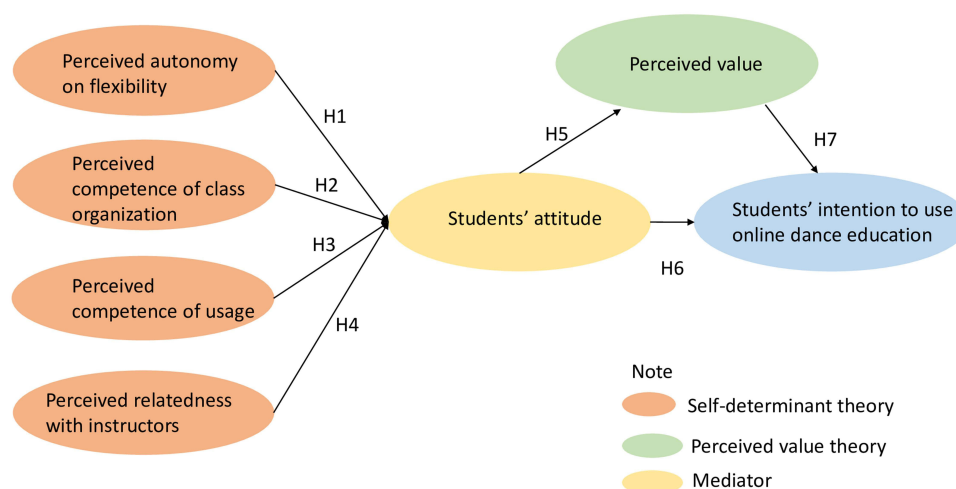 Perceived autonomy
on flexibility
Perceived
competence of class
organization
Perceived
competence of usage
Perceived relatedness
with instructors
H1
H2
H3
H4
Students’ attitude
H5
H6
Perceived value
H7
Students’ intention to use
online dance education
Note
Self-determinant theory
Perceived value theory
Mediator